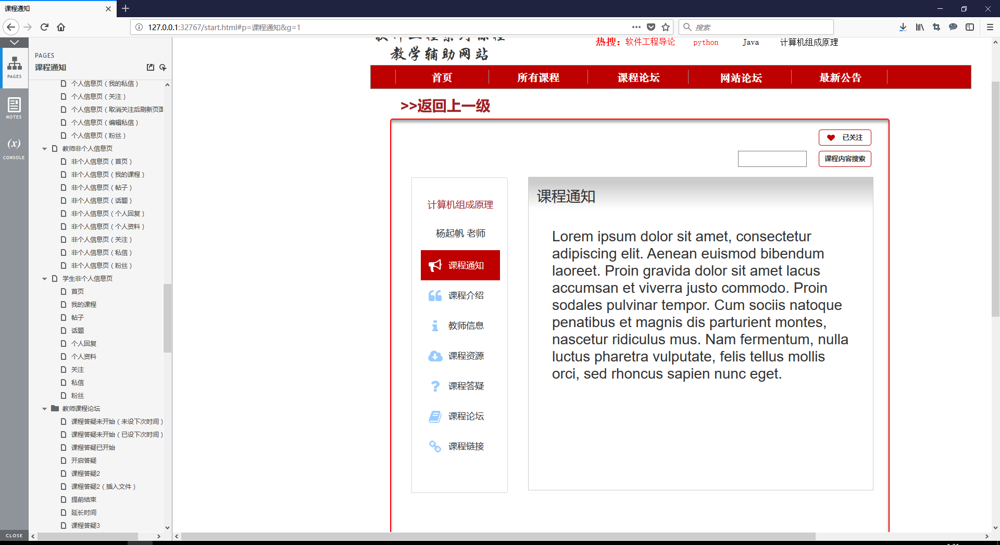 课程通知
127.0.0.1:32767/start.html#p=课程通知&g=1
搜索
PAGES
NOTES
(x)
CONSOLE
CLOSE
PAGES
课程通知
个人信息页（我的私信）
个人信息页（关注）
个人信息页（取消关注后刷新页面
个人信息页（编辑私信）
个人信息页（粉丝）
教师非个人信息页
非个人信息页（首页）
非个人信息页（我的课程）
非个人信息页（帖子）
非个人信息页（话题）
非个人信息页（个人回复）
非个人信息页（个人资料）
非个人信息页（关注）
非个人信息页（私信）
非个人信息页（粉丝）
学生非个人信息页
首页
我的课程
帖子
话题
个人回复
个人资料
关注
私信
粉丝
教师课程论坛
课程答疑未开始（未设下次时间）
课程答疑未开始（已设下次时间）
课程答疑已开始
开启答疑
课程答疑2
课程答疑2（插入文件）
提前结束
延长时间
课程答疑3
软件工程系列课程
教学辅助网站
热搜：软件工程导论 python Java 计算机组成原理
首页 所有课程 课程论坛 网站论坛 最新公告
>>返回上一级
已关注
课程内容搜索
计算机组成原理
杨起帆 老师
课程通知
课程介绍
教师信息
课程资源
课程答疑
课程论坛
课程链接
课程通知
Lorem ipsum dolor sit amet, consectetur
adipiscing elit. Aenean euismod bibendum
laoreet. Proin gravida dolor sit amet lacus
accumsan et viverra justo commodo. Proin
sodales pulvinar tempor. Cum sociis natoque
penatibus et magnis dis parturient montes,
nascetur ridiculus mus. Nam fermentum, nulla
luctus pharetra vulputate, felis tellus mollis
orci, sed rhoncus sapien nunc eget.